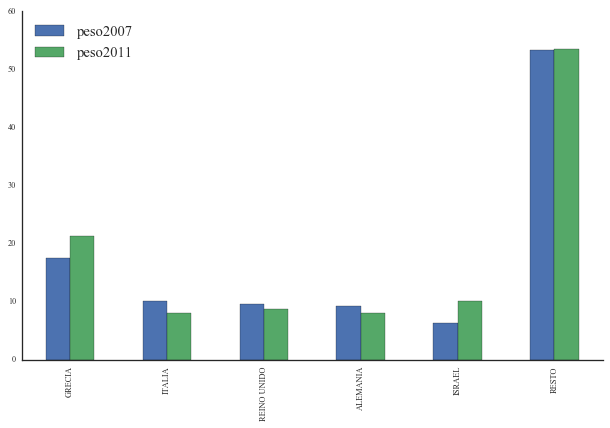 peso2007
peso2011
60
50
40
30
20
10
0
GRECIA
ITALIA
REINO UNIDO
ALEMANIA
ISRAEL
RESTO